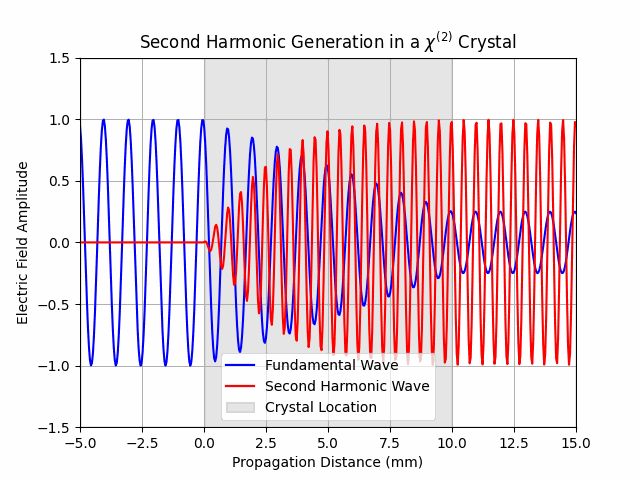 Second Harmonic Generation in a χ⁽²⁾ Crystal
1.5
1.0
0.5
0.0
−0.5
−1.0
−1.5
Electric Field Amplitude
Fundamental Wave
Second Harmonic Wave
Crystal Location
−5.0 −2.5 0.0 2.5 5.0 7.5 10.0 12.5 15.0
Propagation Distance (mm)